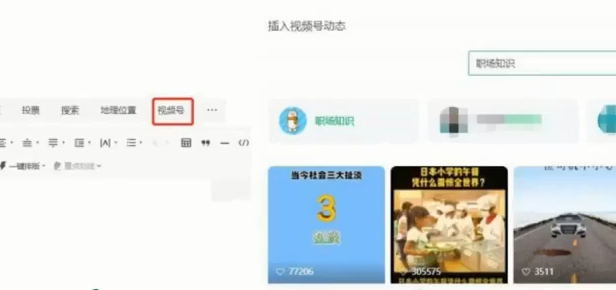 插入视频号动态
职场知识
投票 搜索 地理位置 视频号 ...
职场知识
一键排版
当今社会三大扯淡
3
77206
日本小学的午餐
凭什么震惊全世界?
305575
3511